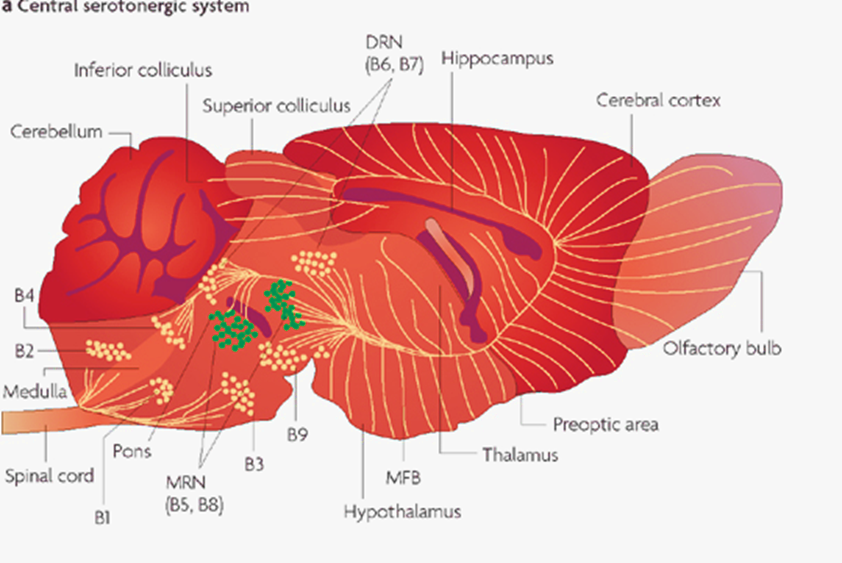 a Central serotonergic system
DRN
(B6, B7)
Hippocampus
Inferior colliculus
Superior colliculus
Cerebral cortex
Cerebellum
B4
B2
Medulla
Olfactory bulb
Preoptic area
B9
Pons
Thalamus
B3
Spinal cord
MRN
(B5, B8)
MFB
B1
Hypothalamus